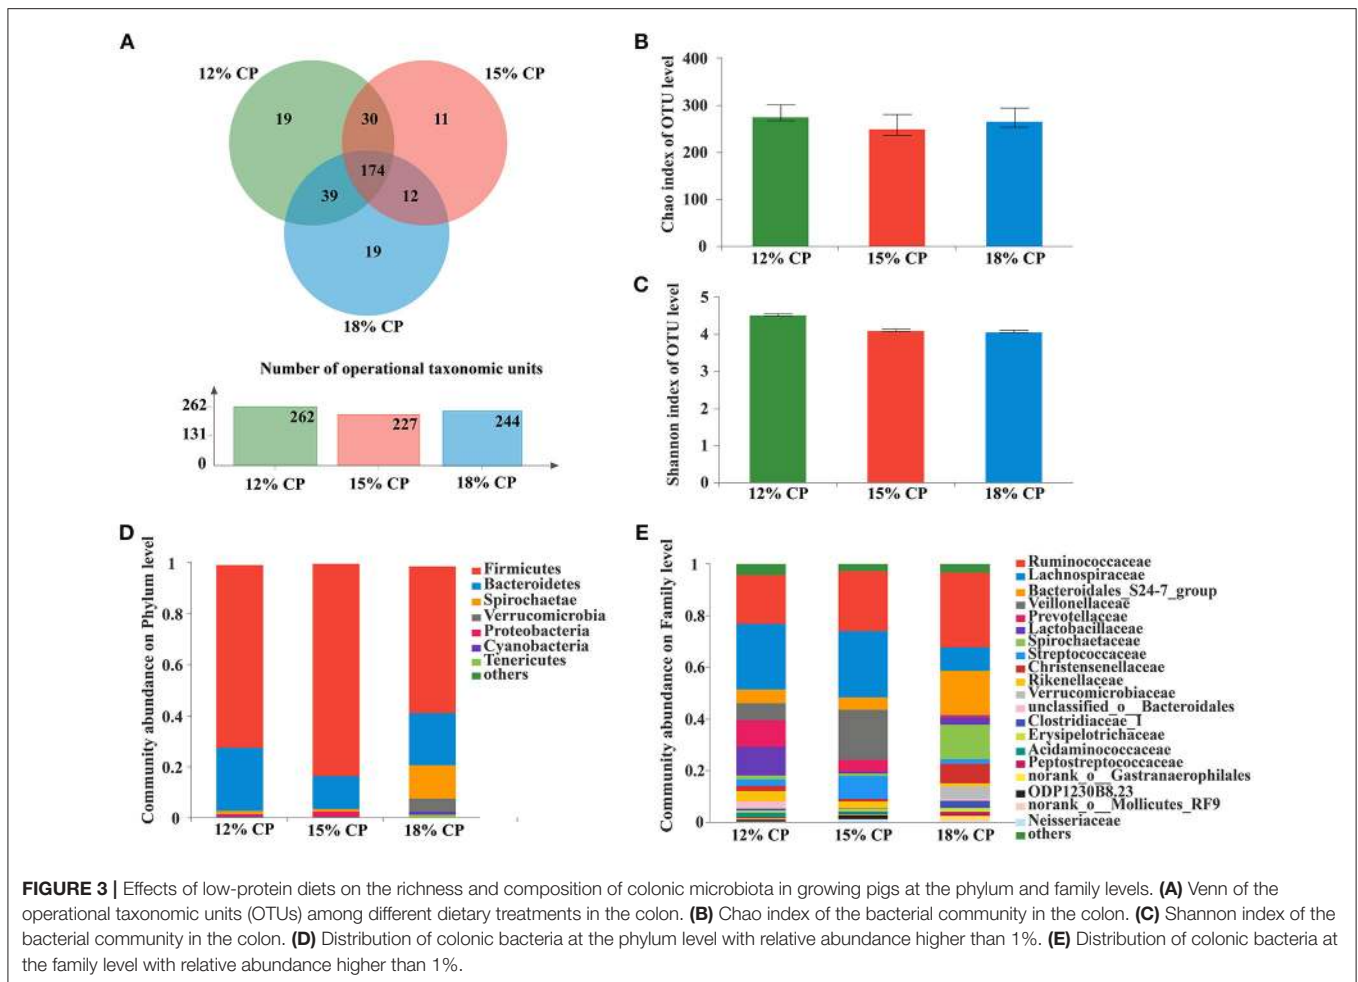 A
12% CP
15% CP
19
30
11
174
39
12
19
18% CP
Number of operational taxonomic units
262
131
0
262
227
244
12% CP
15% CP
18% CP
B
Chao index of OTU level
400
300
200
100
0
12% CP
15% CP
18% CP
C
Shannon index of OTU level
5
4
3
2
1
0
12% CP
15% CP
18% CP
D
Community abundance on Phylum level
1
0.8
0.6
0.4
0.2
0
12% CP
15% CP
18% CP
Firmicutes
Bacteroidetes
Spirochaetae
Verrucomicrobia
Proteobacteria
Cyanobacteria
Tenericutes
others
E
Community abundance on Family level
1
0.8
0.6
0.4
0.2
0
12% CP
15% CP
18% CP
Ruminococcaceae
Lachnospiraceae
Bacteroidales_S24-7_group
Veillonellaceae
Prevotellaceae
Lactobacillaceae
Spirochaetaceae
Streptococcaceae
Christensenellaceae
Rikenellaceae
Verrucomicrobiaceae
unclassified_o__Bacteroidales
Clostridiaceae_1
Erysipelotrichaceae
Acidaminococcaceae
Peptostreptococcaceae
norank_o__Gastranaerophilales
ODP1230B8.23
norank_o__Mollicutes_RF9
Neisseriaceae
others
FIGURE 3 | Effects of low-protein diets on the richness and composition of colonic microbiota in growing pigs at the phylum and family levels. (A) Venn of the
operational taxonomic units (OTUs) among different dietary treatments in the colon. (B) Chao index of the bacterial community in the colon. (C) Shannon index of the
bacterial community in the colon. (D) Distribution of colonic bacteria at the phylum level with relative abundance higher than 1%. (E) Distribution of colonic bacteria at
the family level with relative abundance higher than 1%.